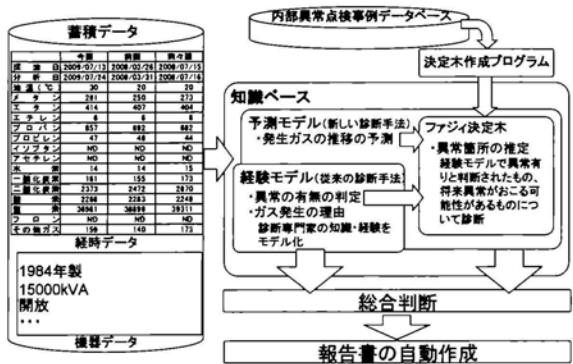 蓄積データ
今回 前回 前々回
採油日 2009/07/13 2008/03/26 2008/07/15
分析日 2009/07/24 2008/03/31 2008/07/16
油温(℃) 30 20 20
メタン 281 250 273
エタン 414 407 404
エチレン 6 6 6
プロパン 657 692 682
プロピレン 47 48 44
イソブタン ND ND ND
アセチレン ND ND ND
水素 14 14 15
一酸化炭素 161 155 173
二酸化炭素 2373 2472 2870
酸素 2266 2283 2248
窒素 38961 38698 39311
フロン ND ND ND
その他ガス 159 140 173
経時データ
1984年製
15000kVA
開放
・・・
機器データ
内部異常点検事例データベース
決定木作成プログラム
知識ベース
予測モデル(新しい診断手法)
・発生ガスの推移の予測
経験モデル(従来の診断手法)
・異常の有無の判定
・ガス発生の理由
診断専門家の知識・経験を
モデル化
ファジィ決定木
・異常箇所の推定
経験モデルで異常有
りと判断されたもの、
将来異常がおこる可
能性があるものにつ
いて診断
総合判断
報告書の自動作成